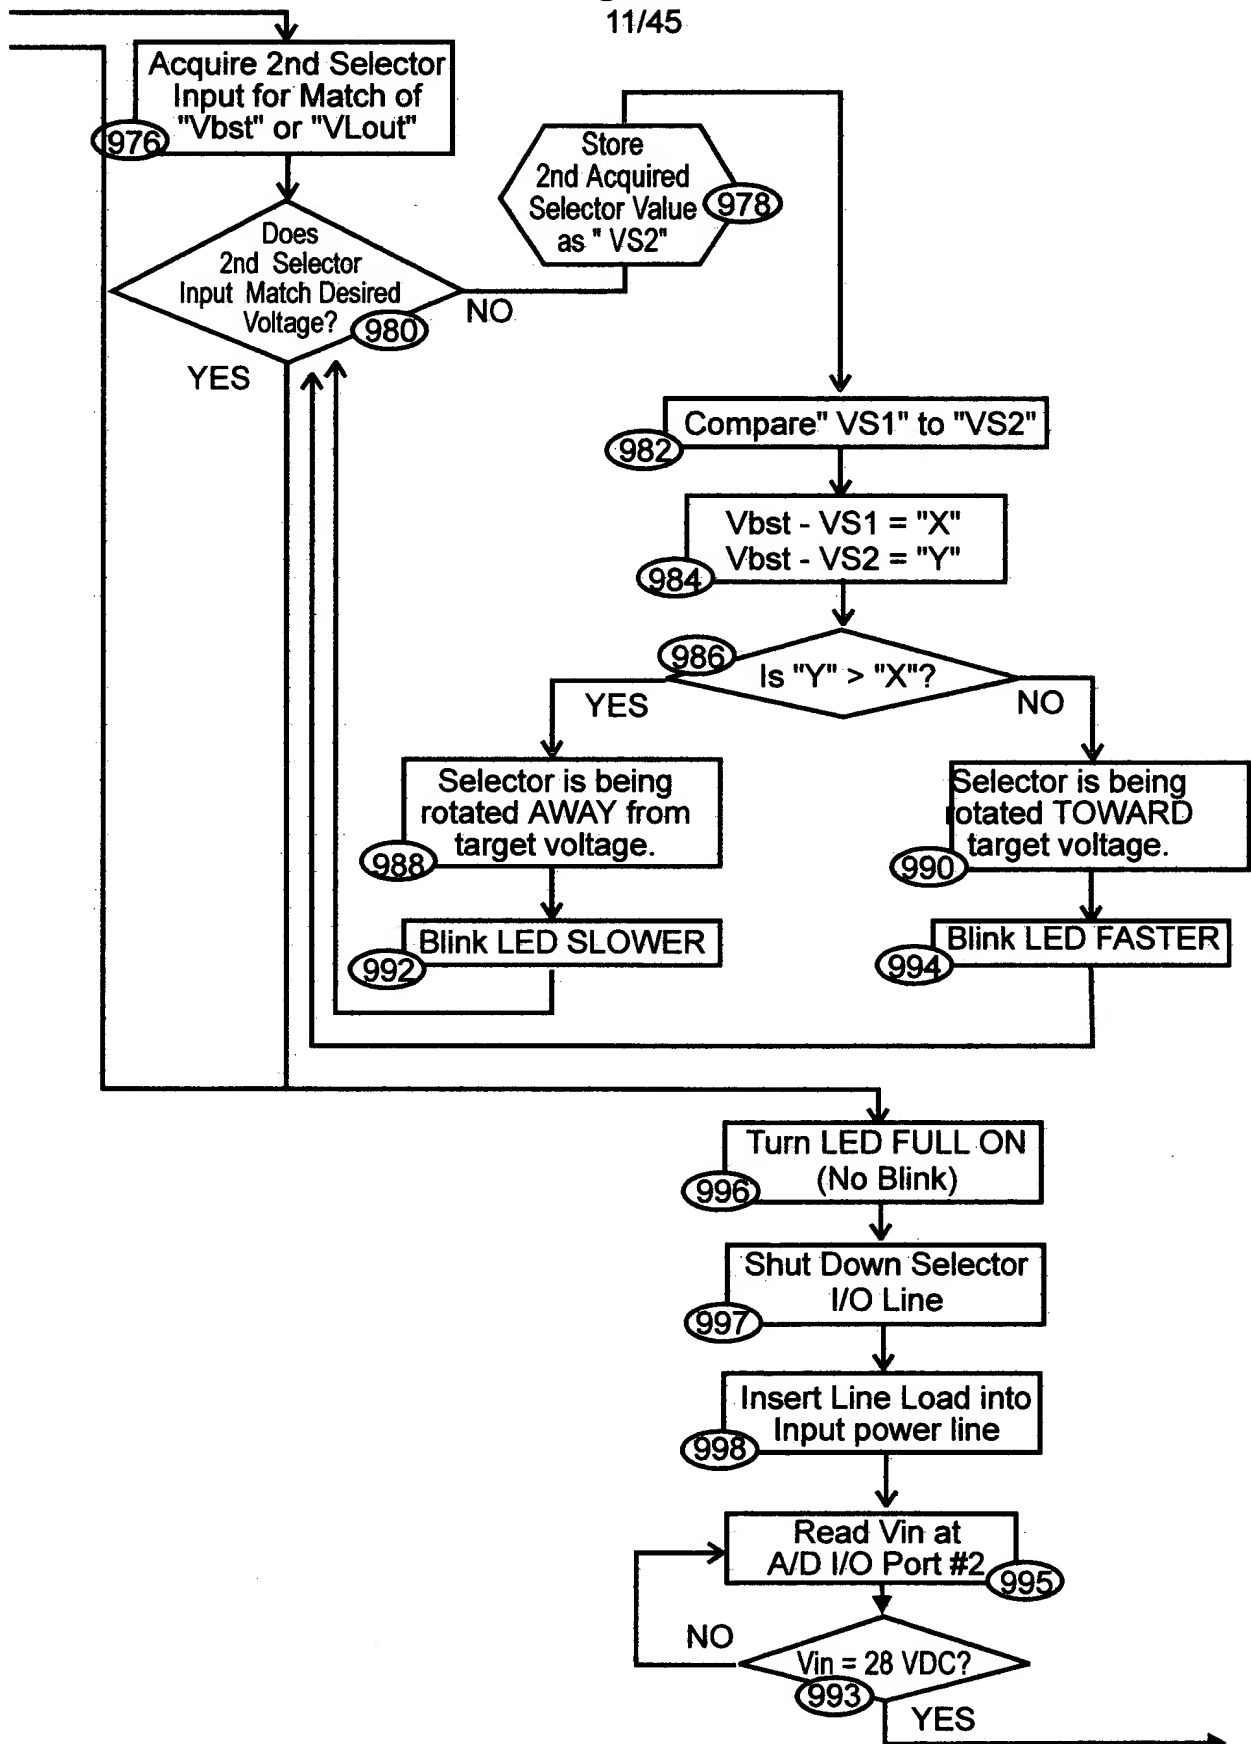 11/45
Acquire 2nd Selector
Input for Match of
"Vbst" or "VLout"
976
Store
2nd Acquired
Selector Value
as " VS2"
978
Does
2nd Selector
Input Match Desired
Voltage?
980
NO
YES
Compare" VS1" to "VS2"
982
Vbst - VS1 = "X"
Vbst - VS2 = "Y"
984
986
Is "Y" > "X"?
YES
NO
Selector is being
rotated AWAY from
target voltage.
988
Selector is being
rotated TOWARD
target voltage.
990
Blink LED SLOWER
992
Blink LED FASTER
994
Turn LED FULL ON
(No Blink)
996
Shut Down Selector
I/O Line
997
Insert Line Load into
Input power line
998
Read Vin at
A/D I/O Port #2
995
NO
Vin = 28 VDC?
993
YES